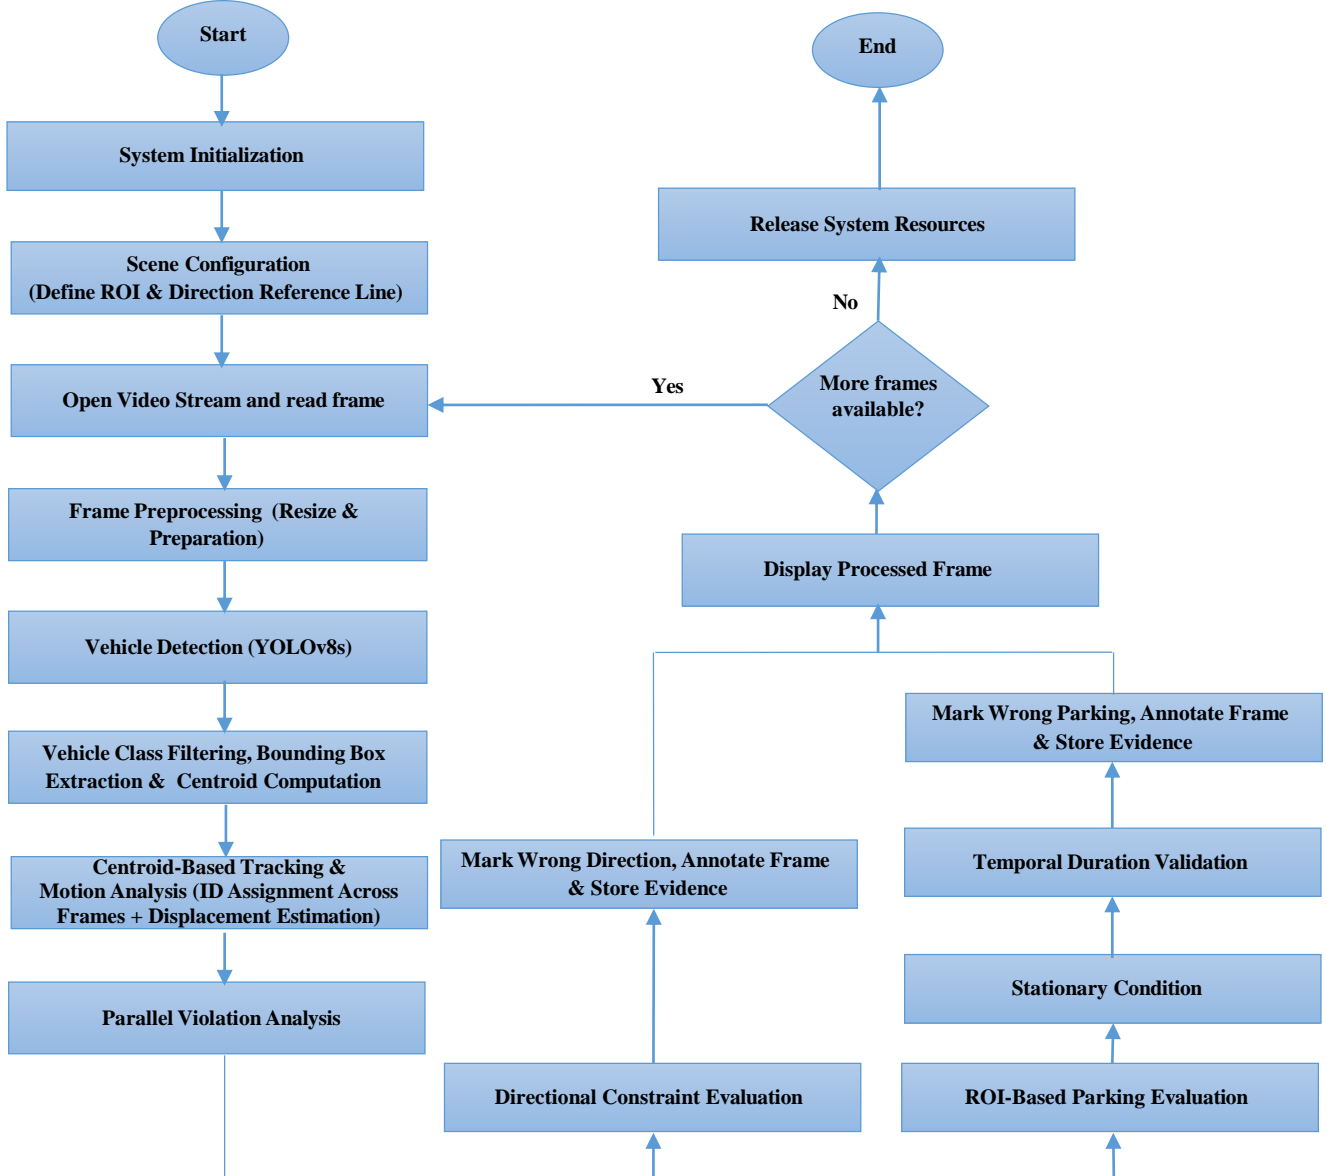 Start
System Initialization
Scene Configuration
(Define ROI & Direction Reference Line)
Open Video Stream and read frame
Frame Preprocessing (Resize &
Preparation)
Vehicle Detection (YOLOv8s)
Vehicle Class Filtering, Bounding Box
Extraction & Centroid Computation
Centroid-Based Tracking &
Motion Analysis (ID Assignment Across
Frames + Displacement Estimation)
Parallel Violation Analysis
Directional Constraint Evaluation
Mark Wrong Direction, Annotate Frame
& Store Evidence
ROI-Based Parking Evaluation
Stationary Condition
Temporal Duration Validation
Mark Wrong Parking, Annotate Frame
& Store Evidence
Display Processed Frame
More frames
available?
Yes
No
Release System Resources
End